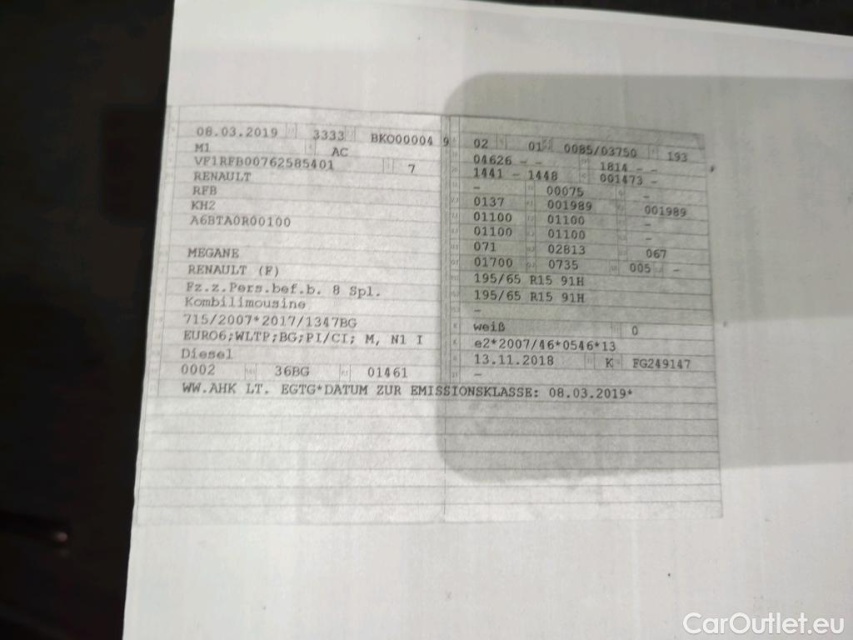 08.03.2019 3333 BKO00004 9
M1 AC
VF1RFB00762585401 7
RENAULT
RFB
KH2
A6BTA0R00100
MEGANE
RENAULT (F)
Fz.z.Pers.bef.b. 8 Spl.
Kombilimousine
715/2007*2017/1347BG
EURO6;WLTP;BG;PI/CI; M, N1 I
Diesel
0002 36BG 01461
02 01 0085/03750 193
04626 - - 1814 - -
1441 - 1448 001473 -
- 00075 -
0137 001989 001989
01100 01100
01100 01100
071 02813 067
01700 0735 005 -
195/65 R15 91H
195/65 R15 91H
-
weiß 0
e2*2007/46*0546*13
13.11.2018 K FG249147
-
WW.AHK LT. EGTG*DATUM ZUR EMISSIONSKLASSE: 08.03.2019*
CarOutlet.eu